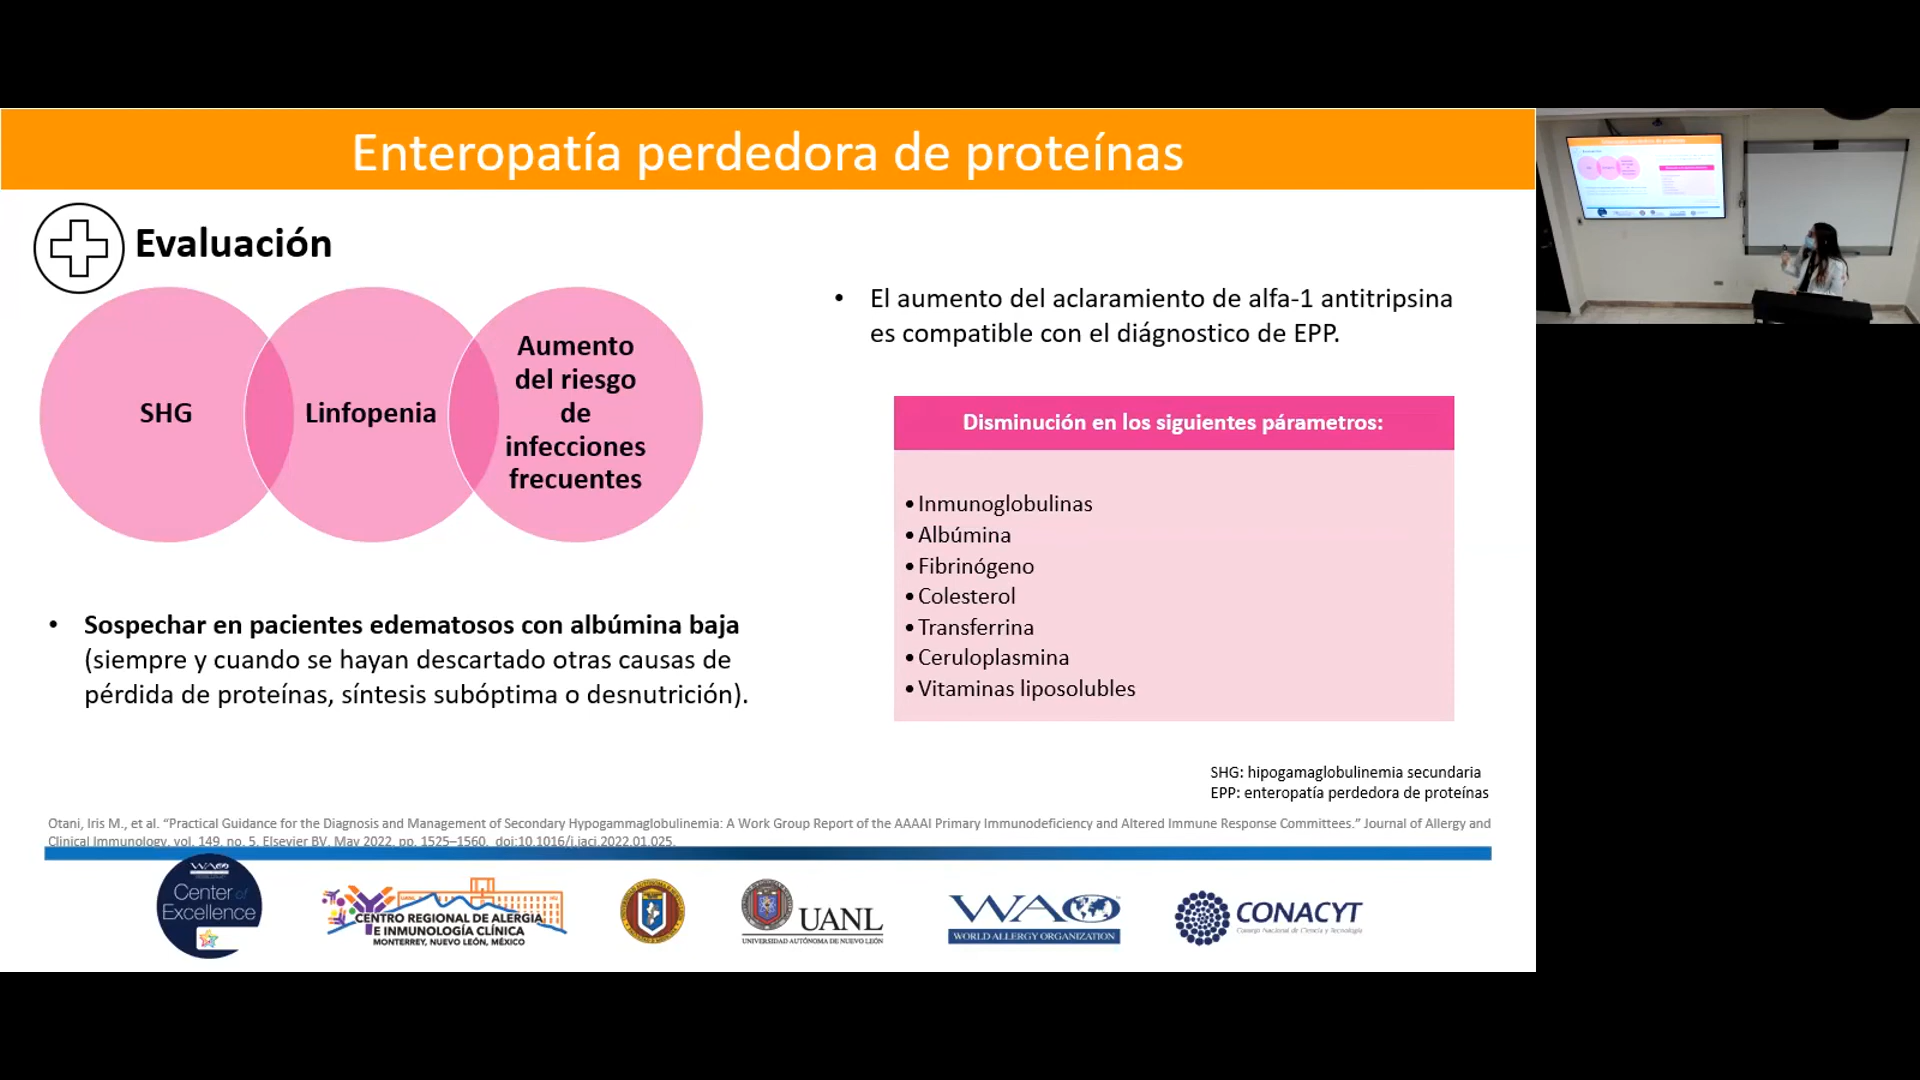 Enteropatía perdedora de proteínas
Evaluación
SHG
Linfopenia
Aumento
del riesgo
de
infecciones
frecuentes
• Sospechar en pacientes edematosos con albúmina baja
(siempre y cuando se hayan descartado otras causas de
pérdida de proteínas, síntesis subóptima o desnutrición).
• El aumento del aclaramiento de alfa-1 antitripsina
es compatible con el diágnostico de EPP.
Disminución en los siguientes párametros:
• Inmunoglobulinas
• Albúmina
• Fibrinógeno
• Colesterol
• Transferrina
• Ceruloplasmina
• Vitaminas liposolubles
SHG: hipogamaglobulinemia secundaria
EPP: enteropatía perdedora de proteínas
Otani, Iris M., et al. “Practical Guidance for the Diagnosis and Management of Secondary Hypogammaglobulinemia: A Work Group Report of the AAAAI Primary Immunodeficiency and Altered Immune Response Committees.” Journal of Allergy and
Clinical Immunology, vol. 149, no. 5, Elsevier BV, May 2022, pp. 1525–1560, doi:10.1016/j.jaci.2022.01.025.
WAO
Center of
Excellence
CENTRO REGIONAL DE ALERGIA
E INMUNOLOGÍA CLÍNICA
MONTERREY, NUEVO LEÓN, MÉXICO
UANL
UNIVERSIDAD AUTÓNOMA DE NUEVO LEÓN
WAO
WORLD ALLERGY ORGANIZATION
CONACYT
Consejo Nacional de Ciencia y Tecnología